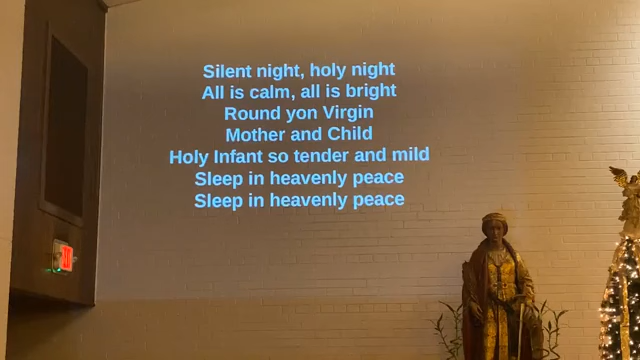 Silent night, holy night
All is calm, all is bright
Round yon Virgin
Mother and Child
Holy Infant so tender and mild
Sleep in heavenly peace
Sleep in heavenly peace